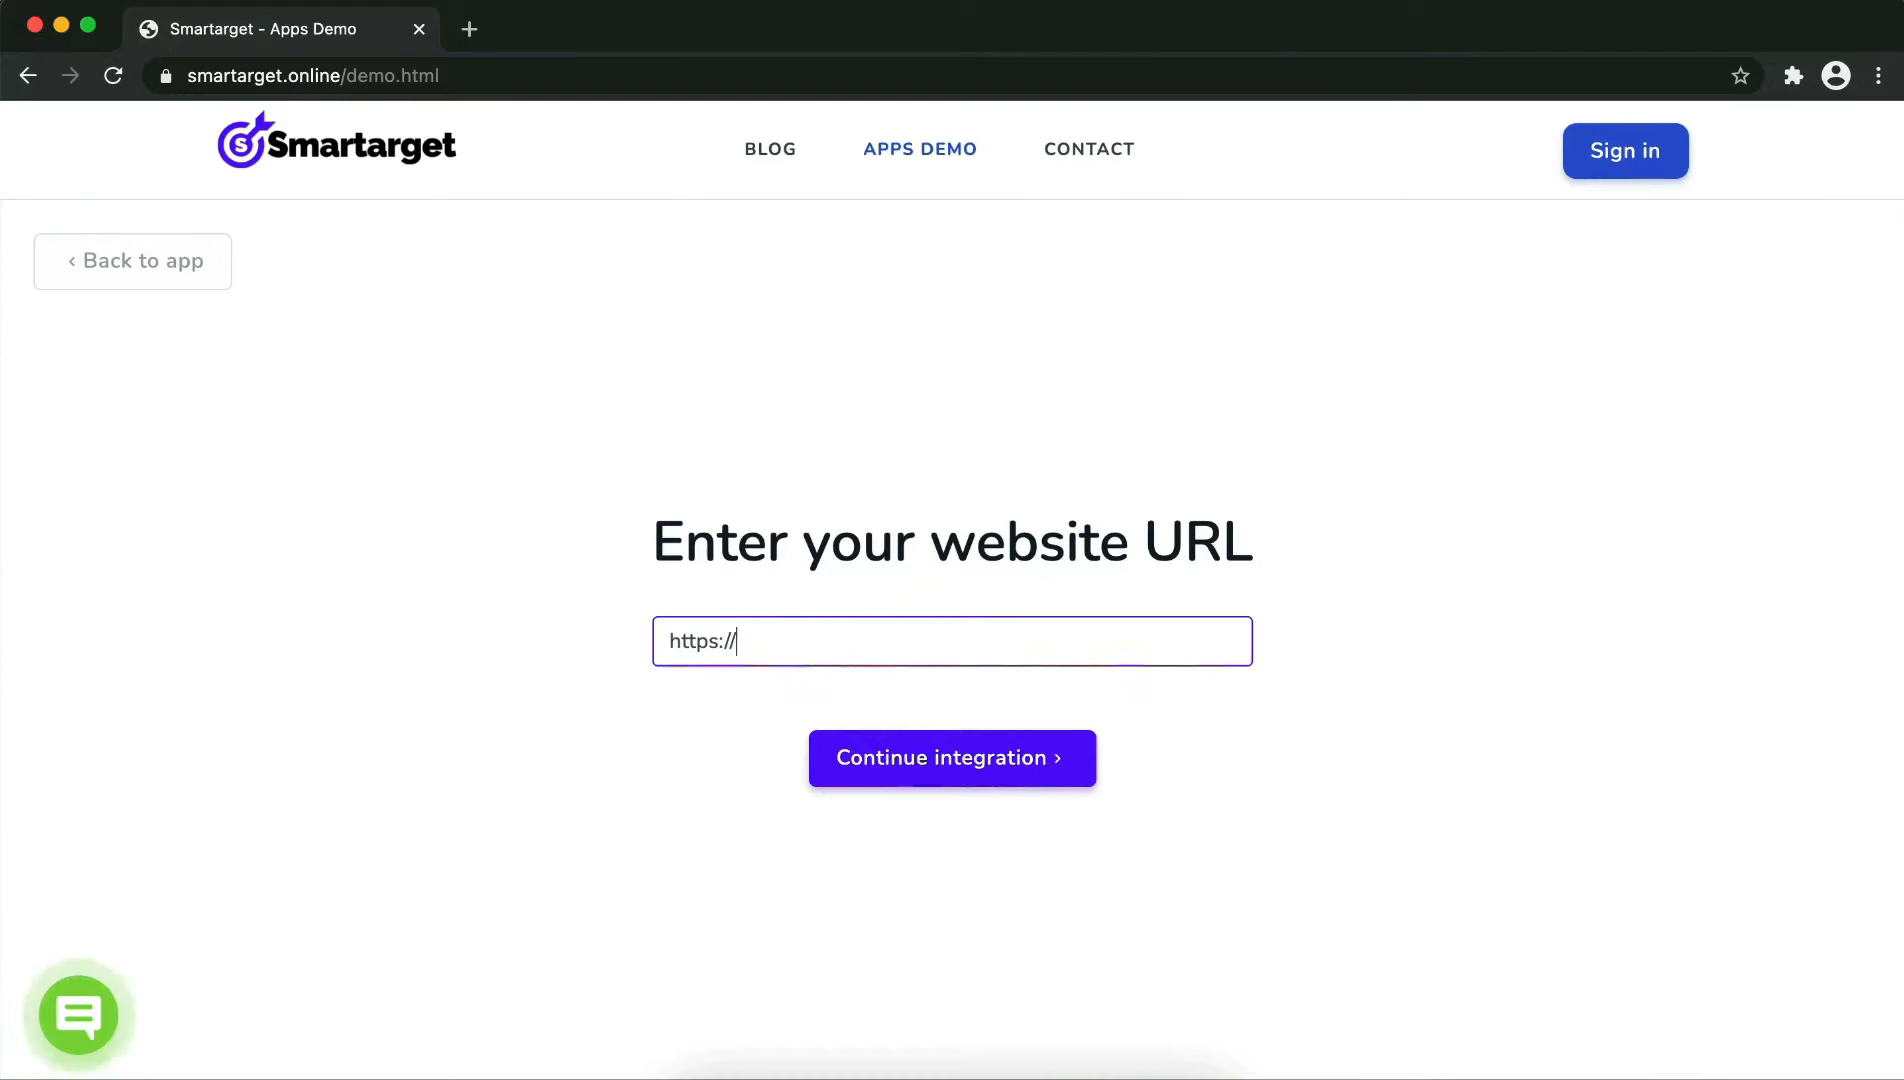 Smartarget - Apps Demo
smartarget.online/demo.html
Smartarget
BLOG
APPS DEMO
CONTACT
Sign in
‹ Back to app
Enter your website URL
https://
Continue integration ›